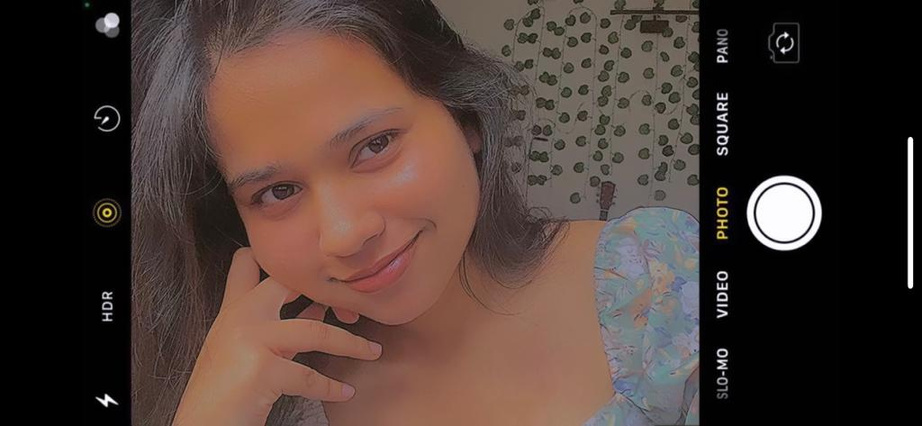 HDR
PANO
SQUARE
PHOTO
VIDEO
SLO-MO